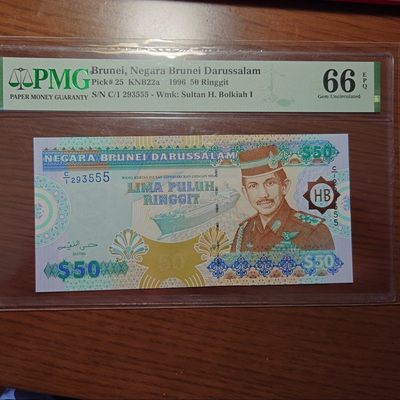 PMG
PAPER MONEY GUARANTY
Brunei, Negara Brunei Darussalam
Pick# 25 KNB22a 1996 50 Ringgit
S/N C/1 293555 - Wmk: Sultan H. Bolkiah I
66 EPQ
Gem Uncirculated
NEGARA BRUNEI DARUSSALAM
$50
C/1 293555
LIMA PULUH
RINGGIT
HB
50
$50
$50